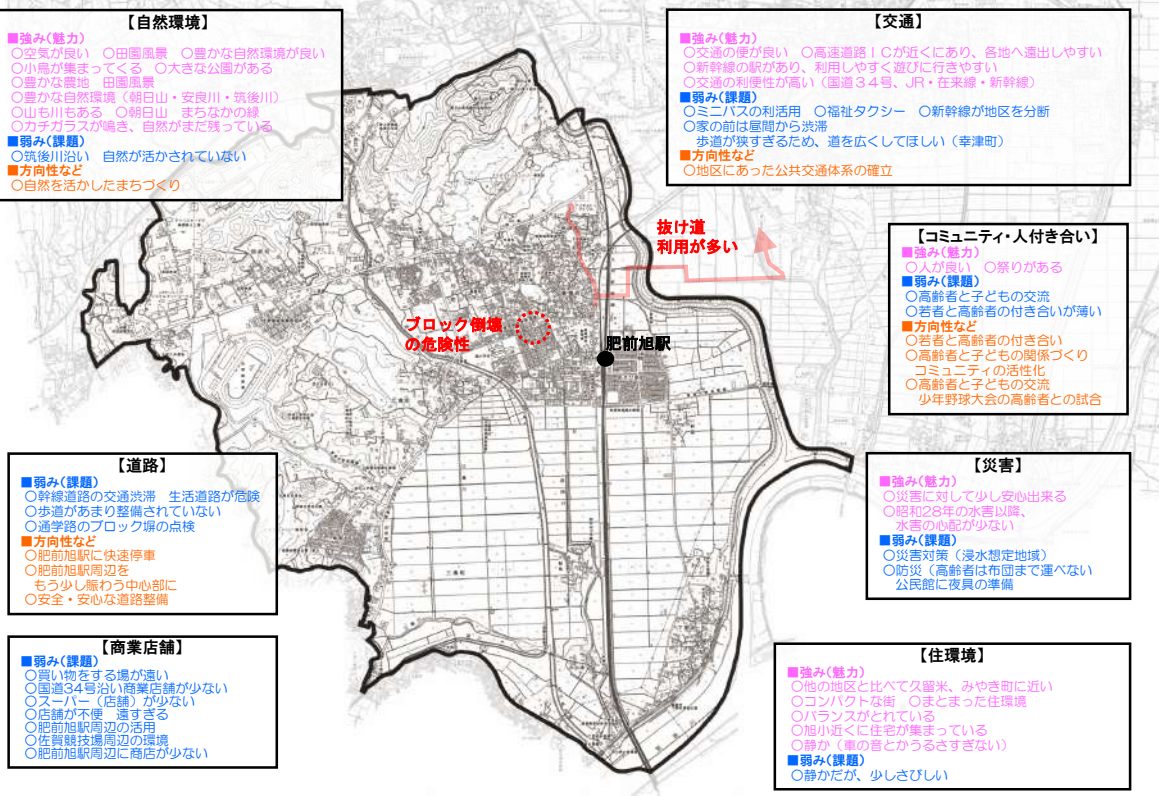 【自然環境】
■強み(魅力)
○空気が良い ○田園風景 ○豊かな自然環境が良い
○小鳥が集まってくる ○大きな公園がある
○豊かな農地 田園風景
○豊かな自然環境（朝日山・安良川・筑後川）
○山も川もある ○朝日山 まちなかの緑
○カチガラスが鳴き、自然がまだ残っている
■弱み(課題)
○筑後川沿い 自然が活かされていない
■方向性など
○自然を活かしたまちづくり
【交通】
■強み(魅力)
○交通の便が良い ○高速道路ＩＣが近くにあり、各地へ遠出しやすい
○新幹線の駅があり、利用しやすく遊びに行きやすい
○交通の利便性が高い（国道３４号、JR・在来線・新幹線）
■弱み(課題)
○ミニバスの利活用 ○福祉タクシー ○新幹線が地区を分断
○家の前は昼間から渋滞
歩道が狭すぎるため、道を広くしてほしい（幸津町）
■方向性など
○地区にあった公共交通体系の確立
抜け道
利用が多い
【コミュニティ・人付き合い】
■強み(魅力)
○人が良い ○祭りがある
■弱み(課題)
○高齢者と子どもの交流
○若者と高齢者の付き合いが薄い
■方向性など
○若者と高齢者の付き合い
○高齢者と子どもの関係づくり
コミュニティの活性化
○高齢者と子どもの交流
少年野球大会の高齢者との試合
ブロック倒壊
の危険性
肥前旭駅
【道路】
■弱み(課題)
○幹線道路の交通渋滞 生活道路が危険
○歩道があまり整備されていない
○通学路のブロック塀の点検
■方向性など
○肥前旭駅に快速停車
○肥前旭駅周辺を
もう少し賑わう中心部に
○安全・安心な道路整備
【災害】
■強み(魅力)
○災害に対して少し安心出来る
○昭和28年の水害以降、
水害の心配が少ない
■弱み(課題)
○災害対策（浸水想定地域）
○防災（高齢者は布団まで運べない
公民館に夜具の準備
【商業店舗】
■弱み(課題)
○買い物をする場が遠い
○国道34号沿い商業店舗が少ない
○スーパー（店舗）が少ない
○店舗が不便 遠すぎる
○肥前旭駅周辺の活用
○佐賀競技場周辺の環境
○肥前旭駅周辺に商店が少ない
【住環境】
■強み(魅力)
○他の地区と比べて久留米、みやき町に近い
○コンパクトな街 ○まとまった住環境
○バランスがとれている
○旭小近くに住宅が集まっている
○静か（車の音とかうるさすぎない）
■弱み(課題)
○静かだが、少しさびしい